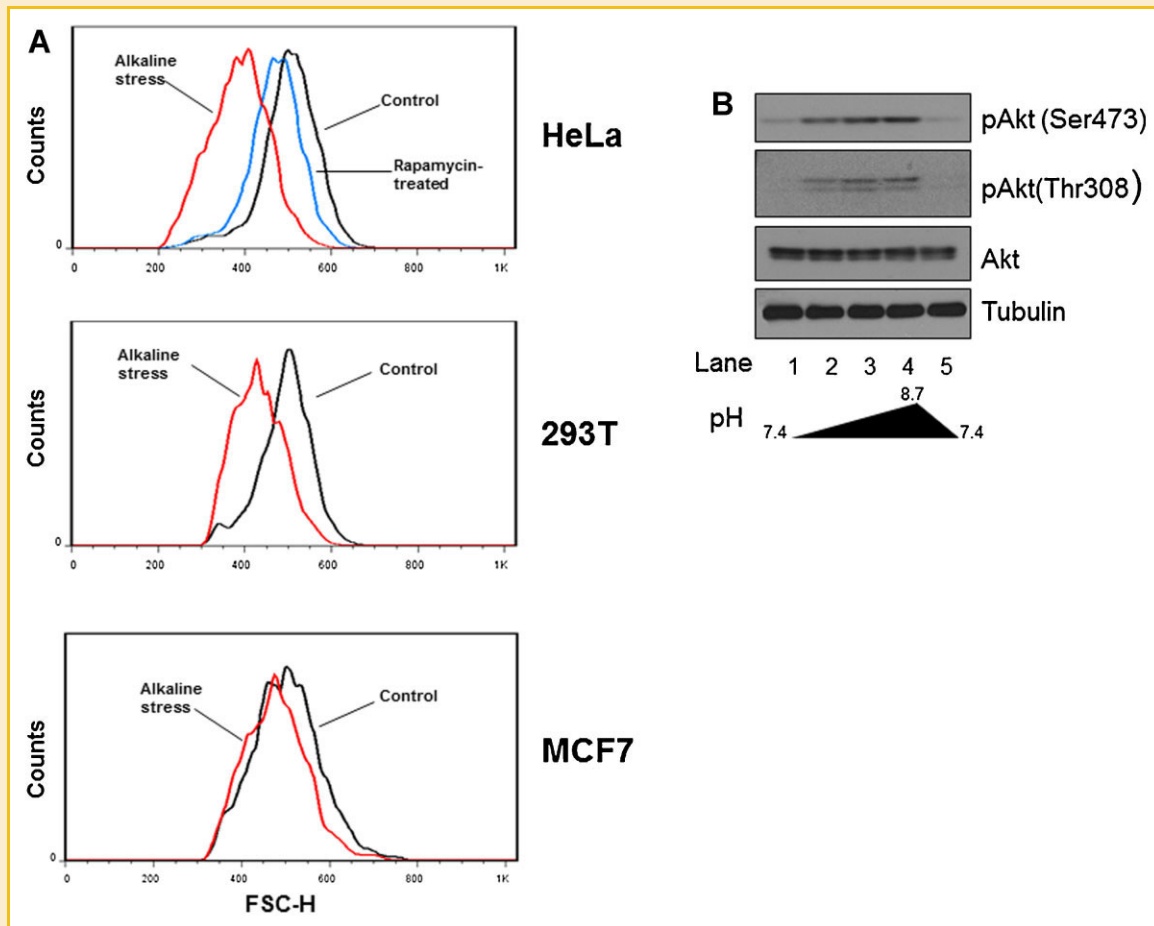 A
Alkaline
stress
Control
Rapamycin-
treated
Counts
0
0 200 400 600 800 1K
HeLa
Alkaline
stress
Control
Counts
0
0 200 400 600 800 1K
293T
Alkaline
stress
Control
Counts
0
0 200 400 600 800 1K
FSC-H
MCF7
B
pAkt (Ser473)
pAkt(Thr308)
Akt
Tubulin
Lane 1 2 3 4 5
8.7
pH 7.4 7.4